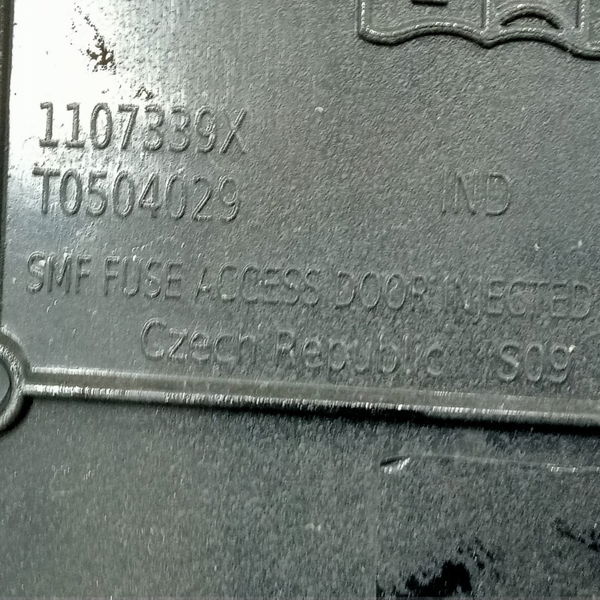 1107339X
T0504029 IND
SMF FUSE ACCESS DOOR INJECTED
Czech Republic S09